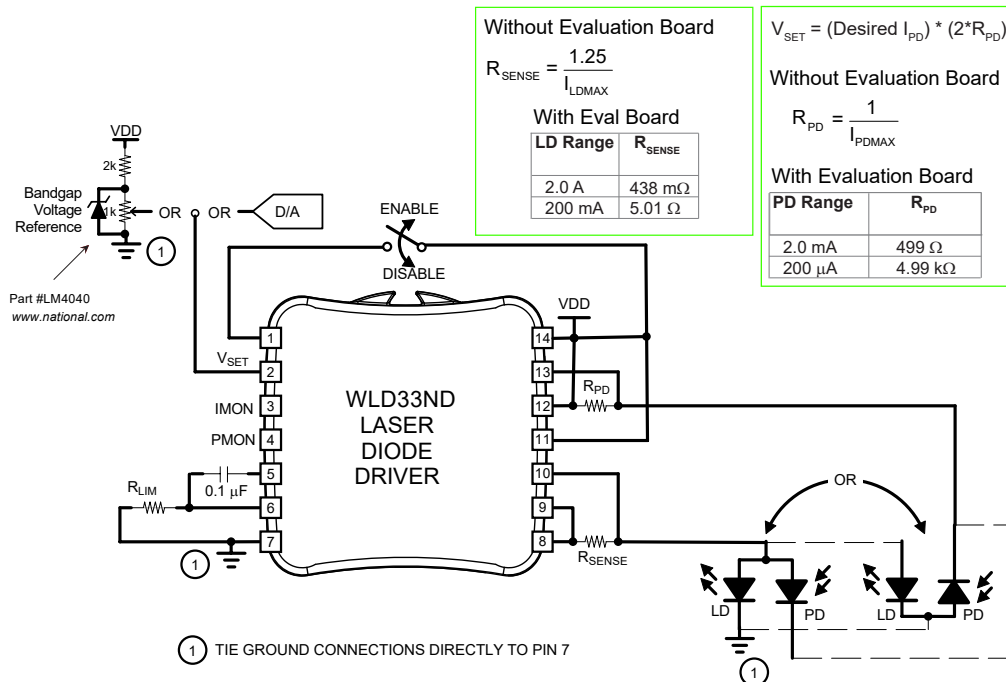 Without Evaluation Board
R_SENSE = 1.25 / I_LDMAX
With Eval Board
LD Range R_SENSE
2.0 A 438 mΩ
200 mA 5.01 Ω
V_SET = (Desired I_PD) * (2*R_PD)
Without Evaluation Board
R_PD = 1 / I_PDMAX
With Evaluation Board
PD Range R_PD
2.0 mA 499 Ω
200 µA 4.99 kΩ
VDD
2k
Bandgap
Voltage
Reference
1k
OR
OR
D/A
1
Part #LM4040
www.national.com
ENABLE
DISABLE
VDD
V_SET
IMON
PMON
R_LIM
0.1 µF
1
2
3
4
5
6
7
WLD33ND
LASER
DIODE
DRIVER
14
13
12
11
10
9
8
R_PD
R_SENSE
OR
LD
PD
LD
PD
1
1
1 TIE GROUND CONNECTIONS DIRECTLY TO PIN 7